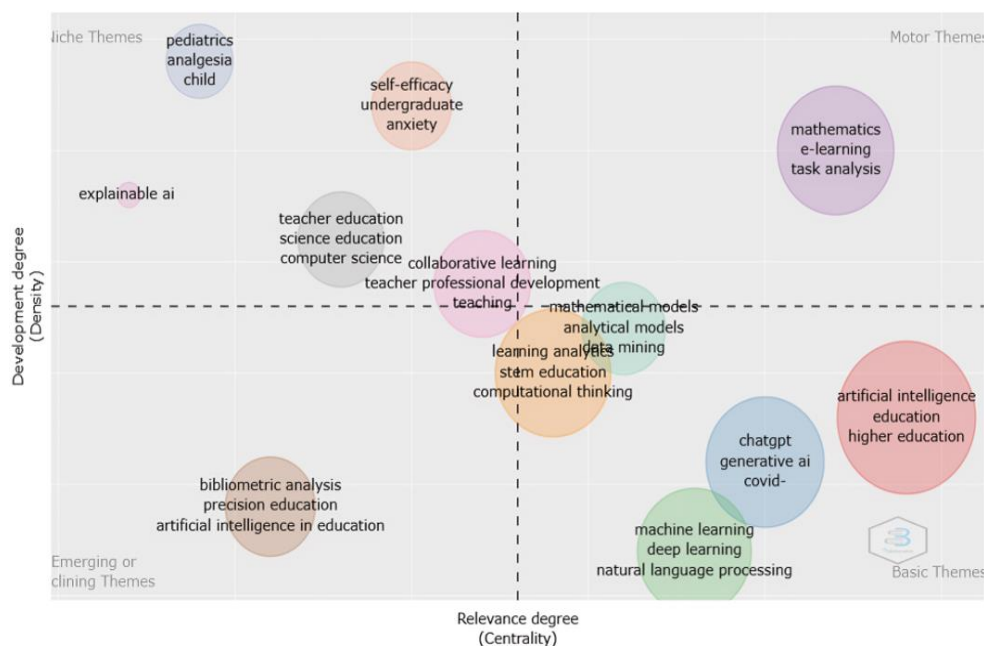 Niche Themes
Motor Themes
pediatrics
analgesia
child
self-efficacy
undergraduate
anxiety
mathematics
e-learning
task analysis
explainable ai
teacher education
science education
computer science
collaborative learning
teacher professional development
teaching
mathematical models
analytical models
data mining
learning analytics
stem education
computational thinking
artificial intelligence
education
higher education
chatgpt
generative ai
covid-
bibliometric analysis
precision education
artificial intelligence in education
machine learning
deep learning
natural language processing
Emerging or
clining Themes
Basic Themes
Development degree
(Density)
Relevance degree
(Centrality)